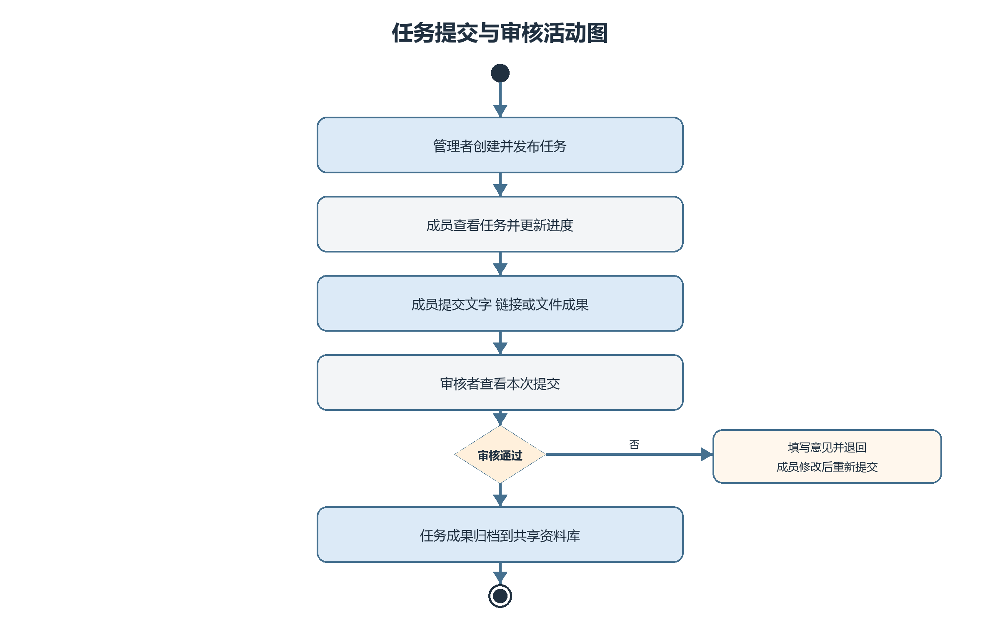 任务提交与审核活动图
管理者创建并发布任务
成员查看任务并更新进度
成员提交文字 链接或文件成果
审核者查看本次提交
审核通过
否
填写意见并退回
成员修改后重新提交
任务成果归档到共享资料库